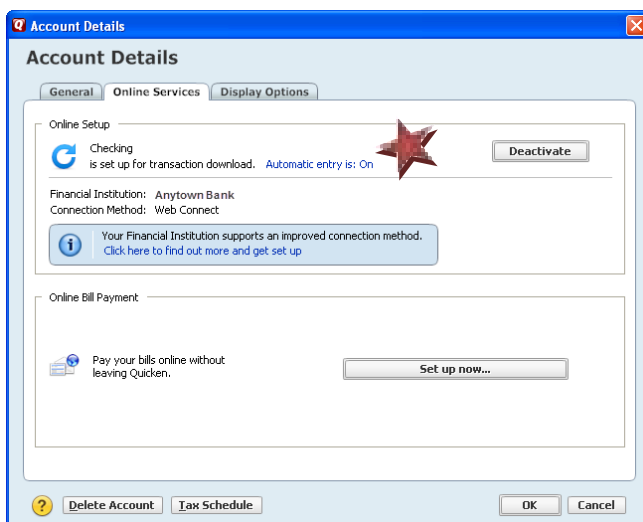 Account Details
Account Details
General Online Services Display Options
Online Setup
Checking
is set up for transaction download. Automatic entry is: On
Deactivate
Financial Institution: Anytown Bank
Connection Method: Web Connect
Your Financial Institution supports an improved connection method.
Click here to find out more and get set up
Online Bill Payment
Pay your bills online without
leaving Quicken.
Set up now...
? Delete Account Tax Schedule OK Cancel